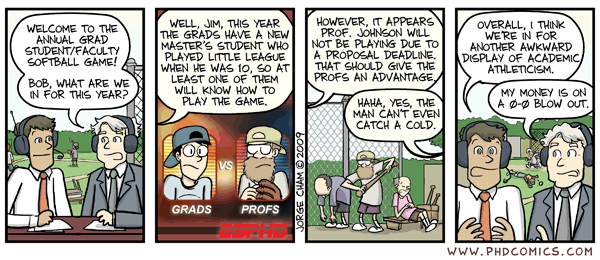 WELCOME TO THE
ANNUAL GRAD
STUDENT/FACULTY
SOFTBALL GAME!
BOB, WHAT ARE WE
IN FOR THIS YEAR?
WELL, JIM, THIS YEAR
THE GRADS HAVE A NEW
MASTER'S STUDENT WHO
PLAYED LITTLE LEAGUE
WHEN HE WAS 10, SO AT
LEAST ONE OF THEM
WILL KNOW HOW TO
PLAY THE GAME.
VS
GRADS
PROFS
JORGE CHAM © 2009
HOWEVER, IT APPEARS
PROF. JOHNSON WILL
NOT BE PLAYING DUE TO
A PROPOSAL DEADLINE.
THAT SHOULD GIVE THE
PROFS AN ADVANTAGE.
HAHA, YES, THE
MAN CAN'T EVEN
CATCH A COLD.
OVERALL, I THINK
WE'RE IN FOR
ANOTHER AWKWARD
DISPLAY OF ACADEMIC
ATHLETICISM.
MY MONEY IS ON
A Ø-Ø BLOW OUT.
WWW.PHDCOMICS.COM